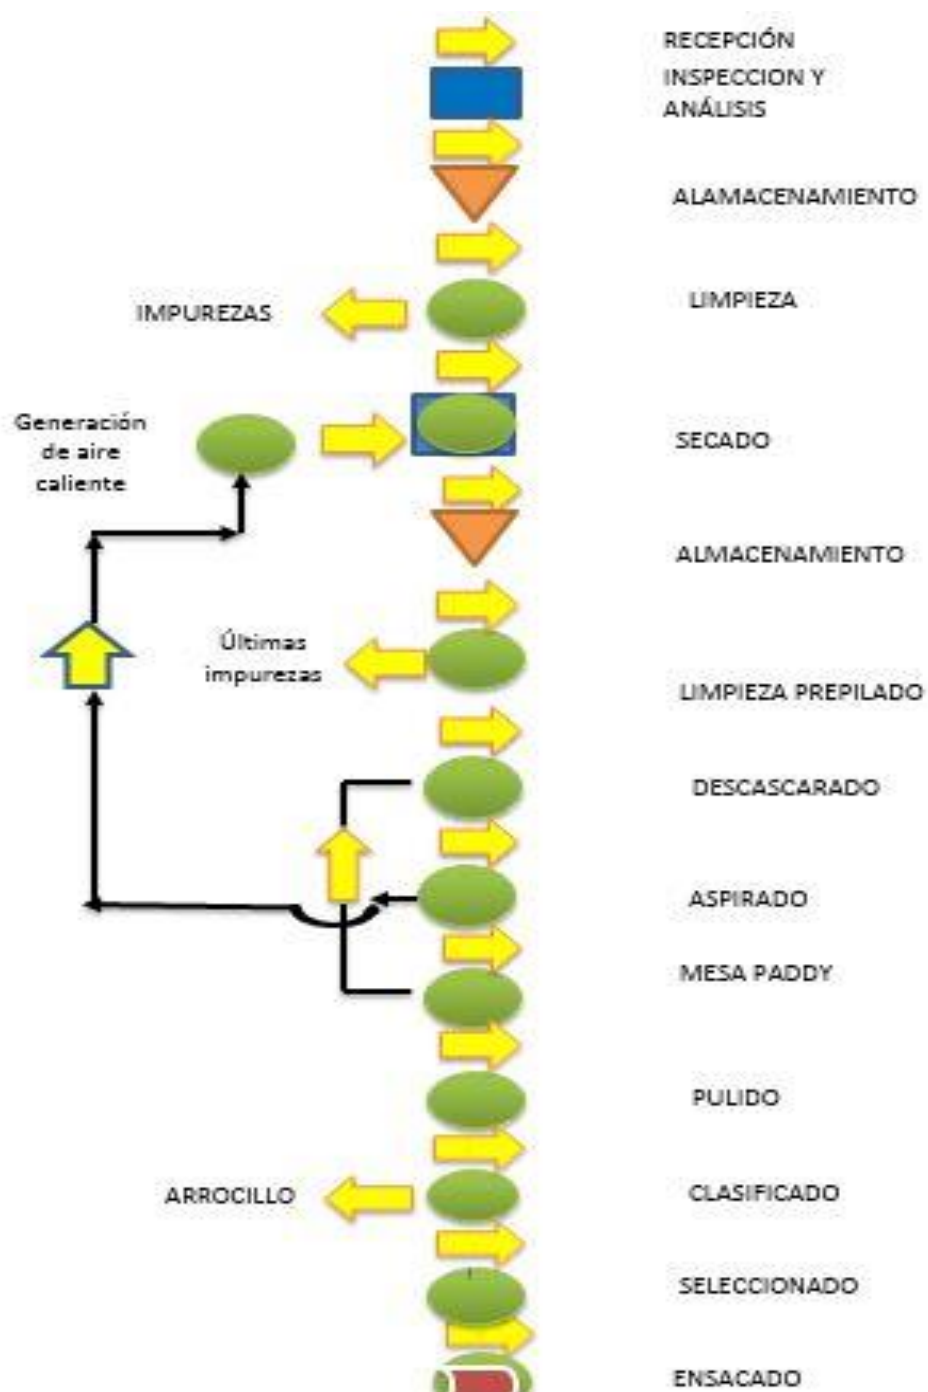 RECEPCIÓN
INSPECCION Y
ANÁLISIS
ALAMACENAMIENTO
LIMPIEZA
IMPUREZAS
Generación
de aire
caliente
SECADO
ALMACENAMIENTO
Últimas
impurezas
LIMPIEZA PREPILADO
DESCASCARADO
ASPIRADO
MESA PADDY
PULIDO
ARROCILLO
CLASIFICADO
SELECCIONADO
ENSACADO